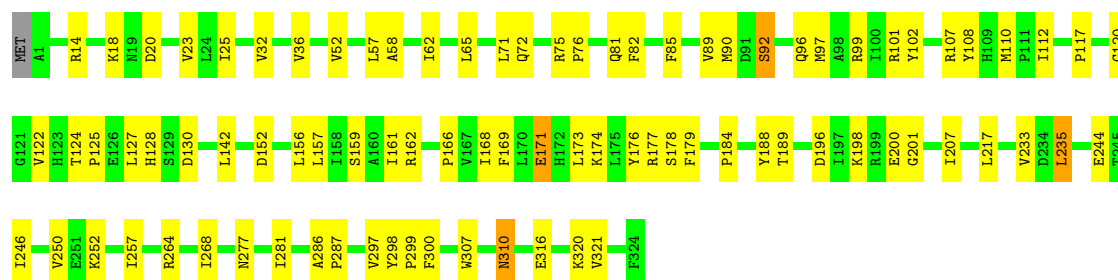 MET A1 R14 K18 N19 D20 V23 L24 I25 V32 V36 V52 L57 A58 I62 L65 L71 Q72 R75 P76 Q81 F82 F85 V89 M90 D91 S92 Q96 M97 A98 R99 I100 R101 Y102 R107 Y108 H109 M110 P111 I112 P117 G120
G121 V122 H123 T124 P125 E126 L127 H128 S129 D130 L142 D152 L156 L157 I158 S159 A160 I161 R162 P166 V167 I168 F169 L170 E171 H172 L173 K174 L175 Y176 R177 S178 F179 P184 Y188 T189 D196 I197 K198 R199 E200 G201 I207 L217 V233 D234 L235 E244 T245
I246 V250 E251 K252 I257 R264 I268 N277 I281 A286 P287 V297 Y298 P299 F300 W307 N310 E316 K320 V321 F324